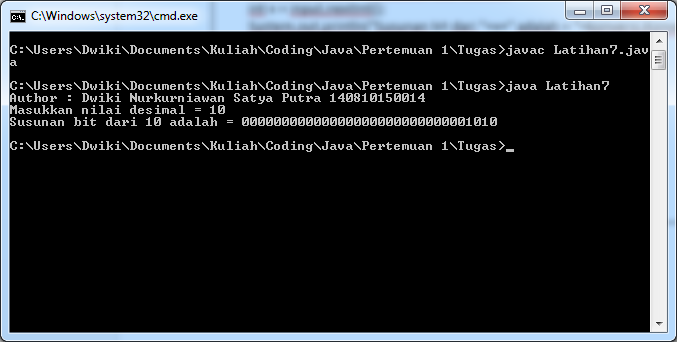 C:\Windows\system32\cmd.exe
C:\Users\Dwiki\Documents\Kuliah\Coding\Java\Pertemuan 1\Tugas>javac Latihan7.jav
a
C:\Users\Dwiki\Documents\Kuliah\Coding\Java\Pertemuan 1\Tugas>java Latihan7
Author : Dwiki Nurkurniawan Satya Putra 140810150014
Masukkan nilai desimal = 10
Susunan bit dari 10 adalah = 00000000000000000000000000001010
C:\Users\Dwiki\Documents\Kuliah\Coding\Java\Pertemuan 1\Tugas>_